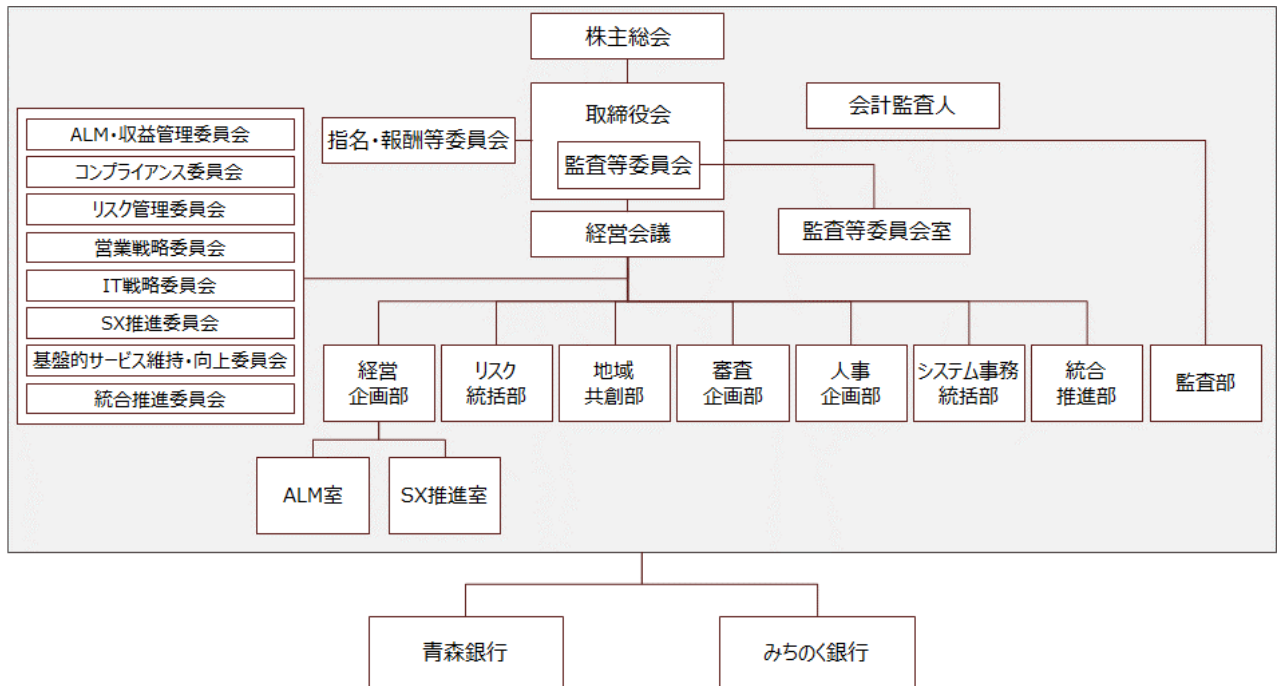 株主総会
取締役会
監査等委員会
会計監査人
指名・報酬等委員会
ALM・収益管理委員会
コンプライアンス委員会
リスク管理委員会
営業戦略委員会
IT戦略委員会
SX推進委員会
基盤的サービス維持・向上委員会
統合推進委員会
経営会議
監査等委員会室
経営
企画部
リスク
統括部
地域
共創部
審査
企画部
人事
企画部
システム事務
統括部
統合
推進部
監査部
ALM室
SX推進室
青森銀行
みちのく銀行